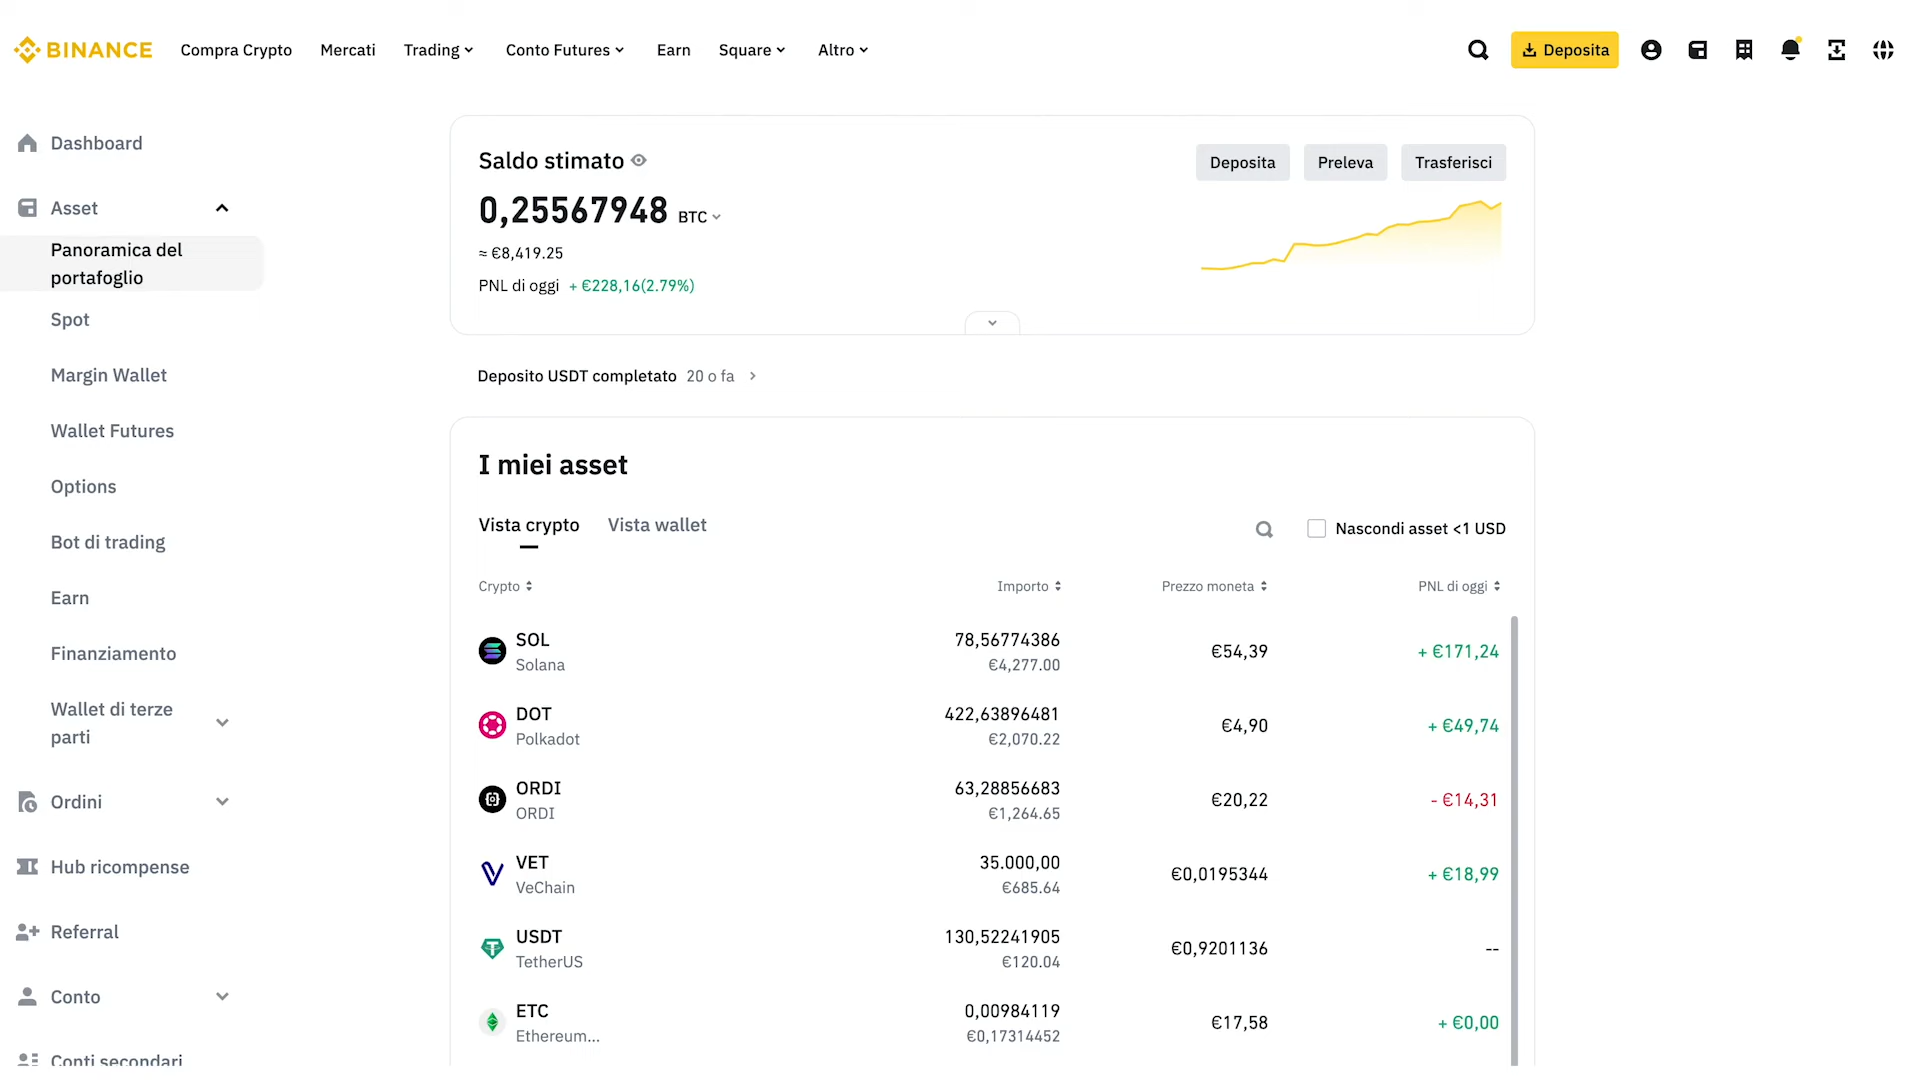 BINANCE
Compra Crypto
Mercati
Trading
Conto Futures
Earn
Square
Altro
Deposita
Dashboard
Asset
Panoramica del
portafoglio
Spot
Margin Wallet
Wallet Futures
Options
Bot di trading
Earn
Finanziamento
Wallet di terze
parti
Ordini
Hub ricompense
Referral
Conto
Conti secondari
Saldo stimato
Deposita
Preleva
Trasferisci
0,25567948 BTC
≈ €8,419.25
PNL di oggi + €228,16(2.79%)
Deposito USDT completato 20 o fa
I miei asset
Vista crypto
Vista wallet
Nascondi asset <1 USD
Crypto
Importo
Prezzo moneta
PNL di oggi
SOL
Solana
78,56774386
€4,277.00
€54,39
+ €171,24
DOT
Polkadot
422,63896481
€2,070.22
€4,90
+ €49,74
ORDI
ORDI
63,28856683
€1,264.65
€20,22
- €14,31
VET
VeChain
35.000,00
€685.64
€0,0195344
+ €18,99
USDT
TetherUS
130,52241905
€120.04
€0,9201136
--
ETC
Ethereum...
0,00984119
€0,17314452
€17,58
+ €0,00